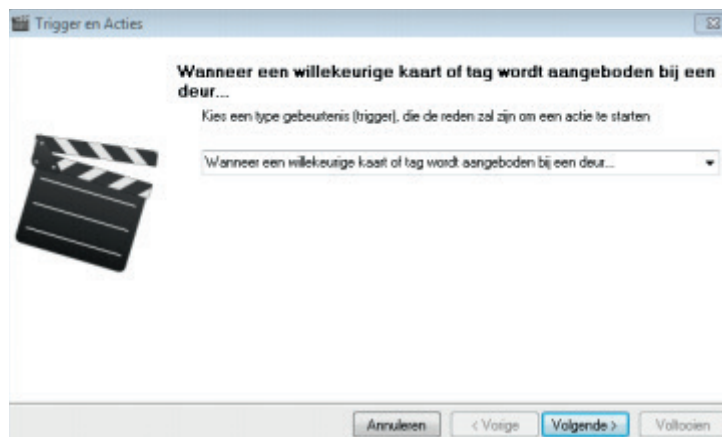 Trigger en Acties
Wanneer een willekeurige kaart of tag wordt aangeboden bij een
deur...
Kies een type gebeurtenis (trigger), die de reden zal zijn om een actie te starten
Wanneer een willekeurige kaart of tag wordt aangeboden bij een deur...
Annuleren < Vorige Volgende > Voltooien